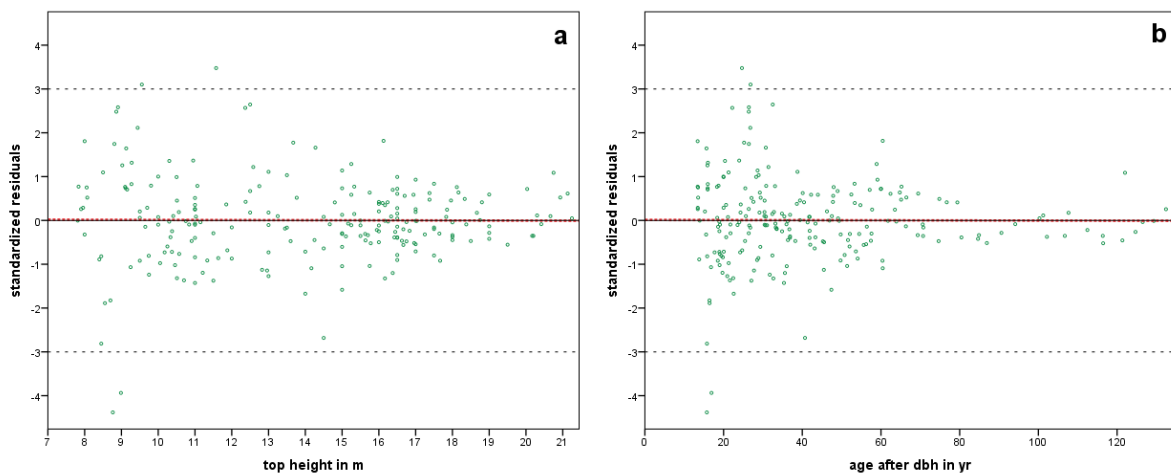 a
4
3
2
1
0
-1
-2
-3
-4
standardized residuals
7 8 9 10 11 12 13 14 15 16 17 18 19 20 21
top height in m
b
4
3
2
1
0
-1
-2
-3
-4
standardized residuals
0 20 40 60 80 100 120
age after dbh in yr